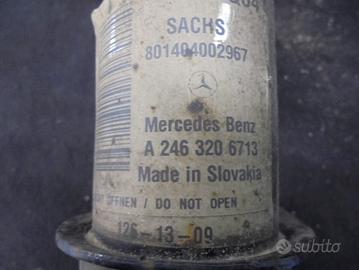 SACHS
801404002967
Mercedes Benz
A 246 320 6713
Made in Slovakia
ÖFFNEN / DO NOT OPEN
126-13-09
subito